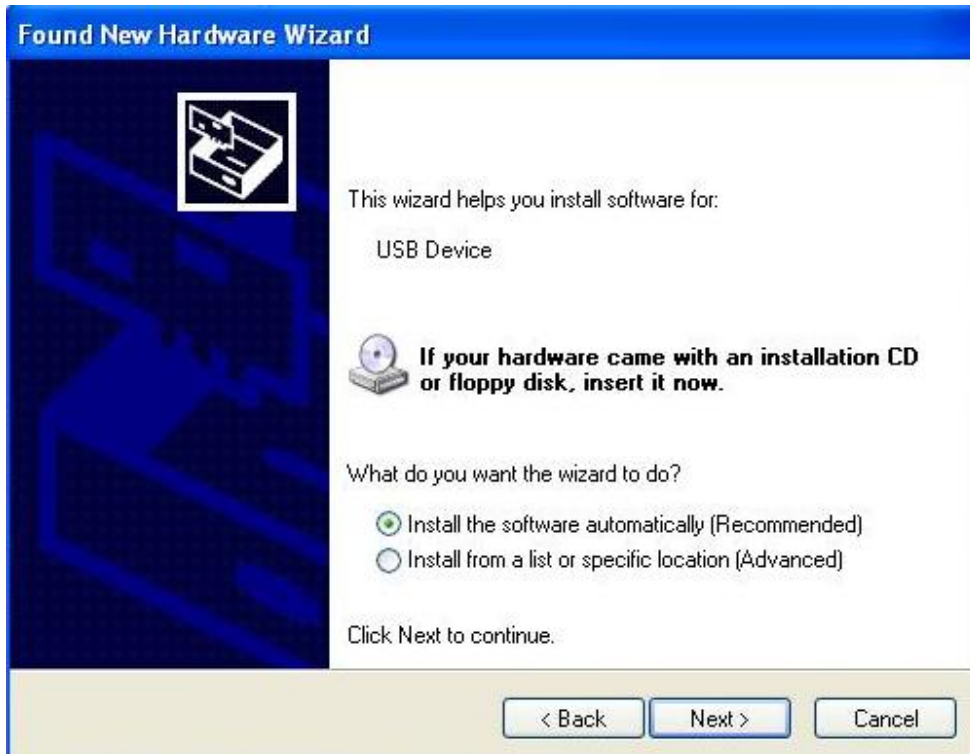 Found New Hardware Wizard
This wizard helps you install software for:
USB Device
If your hardware came with an installation CD
or floppy disk, insert it now.
What do you want the wizard to do?
Install the software automatically (Recommended)
Install from a list or specific location (Advanced)
Click Next to continue.
< Back Next > Cancel